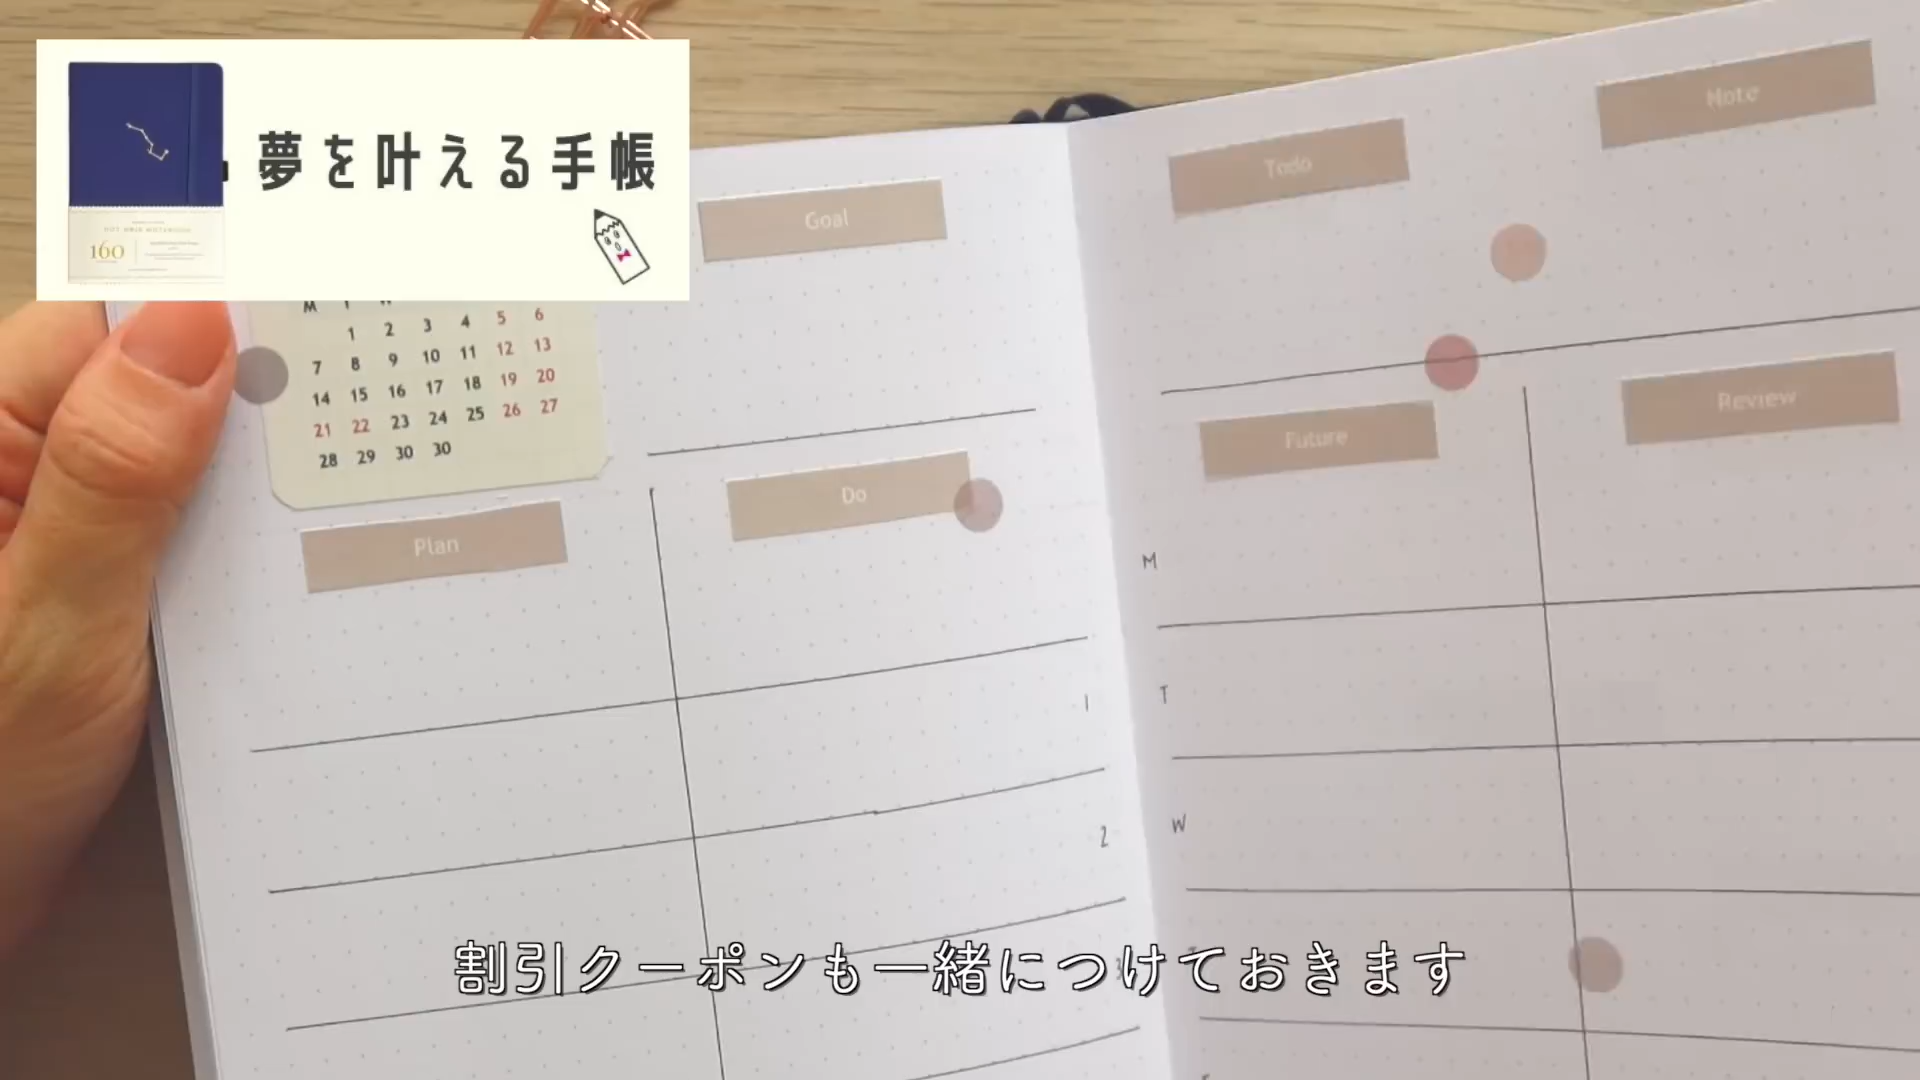 夢を叶える手帳
160
M T W
1 2 3 4 5 6
7 8 9 10 11 12 13
14 15 16 17 18 19 20
21 22 23 24 25 26 27
28 29 30 30
Goal
Plan
Do
1
2
3
Todo
Note
Future
Review
M
T
W
割引クーポンも一緒につけておきます